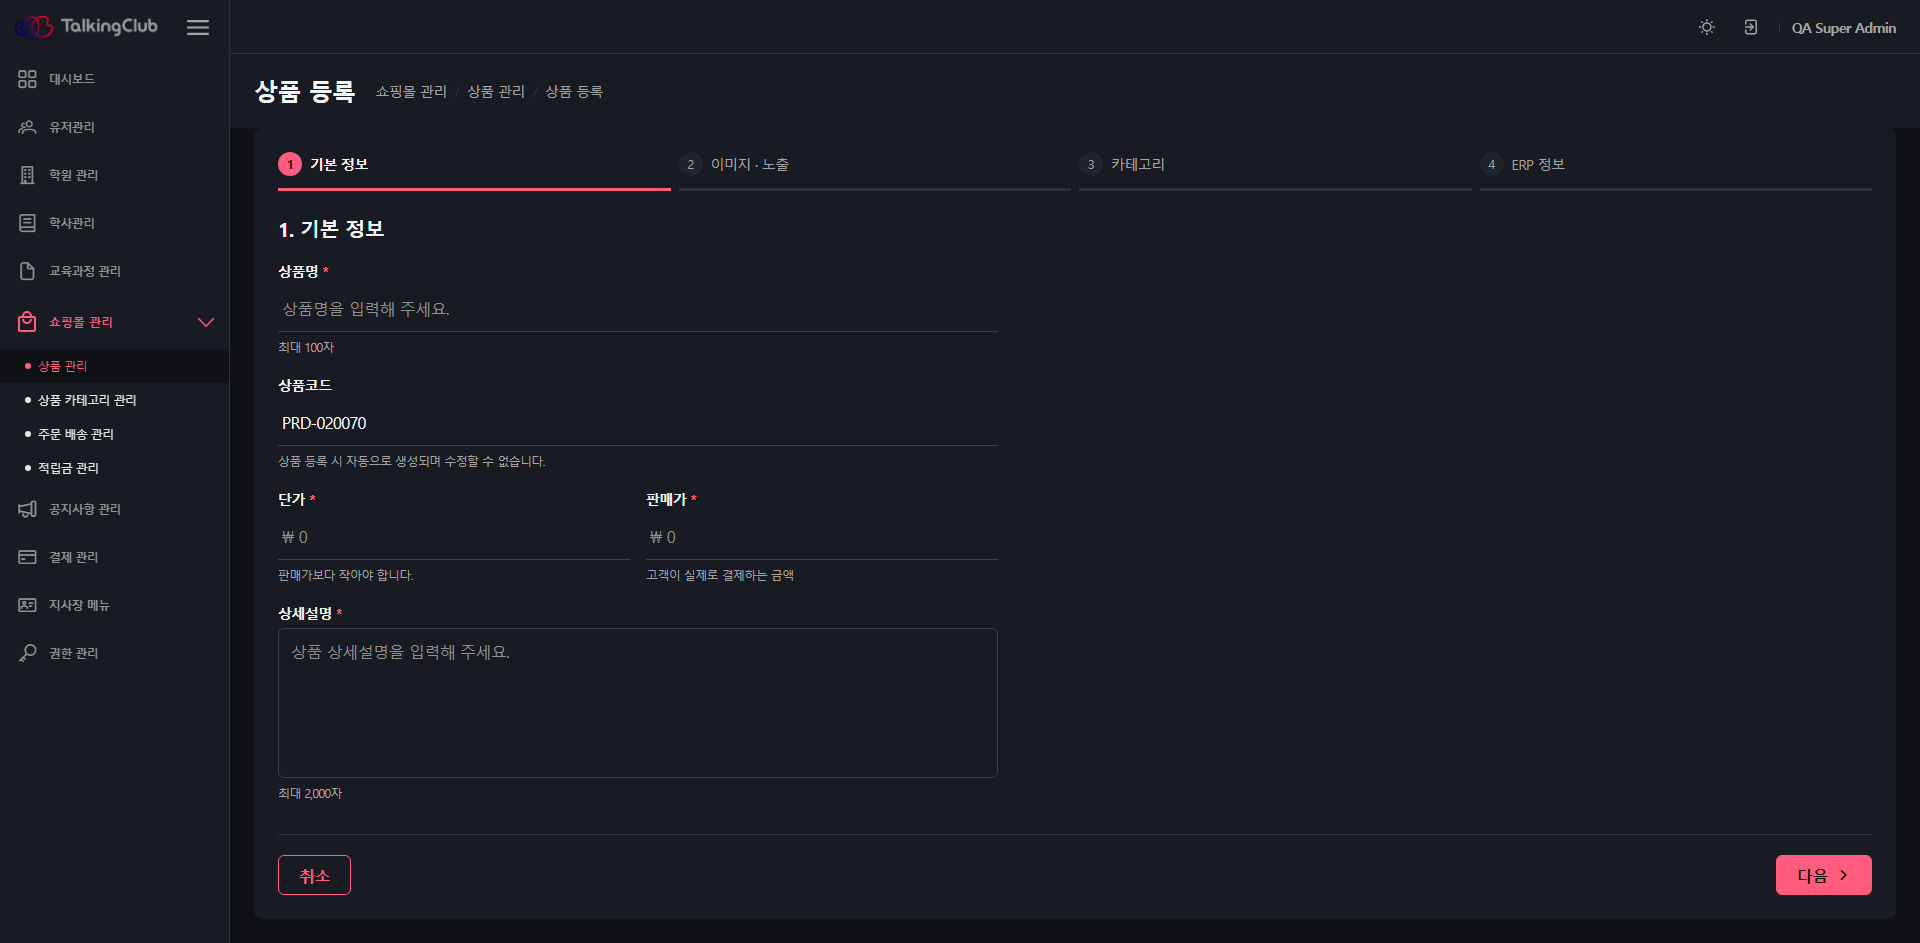 TalkingClub
QA Super Admin
대시보드
유저관리
학원 관리
학사관리
교육과정 관리
쇼핑몰 관리
상품 관리
상품 카테고리 관리
주문 배송 관리
적립금 관리
공지사항 관리
결제 관리
지사장 메뉴
권한 관리
상품 등록 쇼핑몰 관리 / 상품 관리 / 상품 등록
1 기본 정보 2 이미지 · 노출 3 카테고리 4 ERP 정보
1. 기본 정보
상품명 *
상품명을 입력해 주세요.
최대 100자
상품코드
PRD-020070
상품 등록 시 자동으로 생성되며 수정할 수 없습니다.
단가 * 판매가 *
₩ 0 ₩ 0
판매가보다 작아야 합니다. 고객이 실제로 결제하는 금액
상세설명 *
상품 상세설명을 입력해 주세요.
최대 2,000자
취소 다음